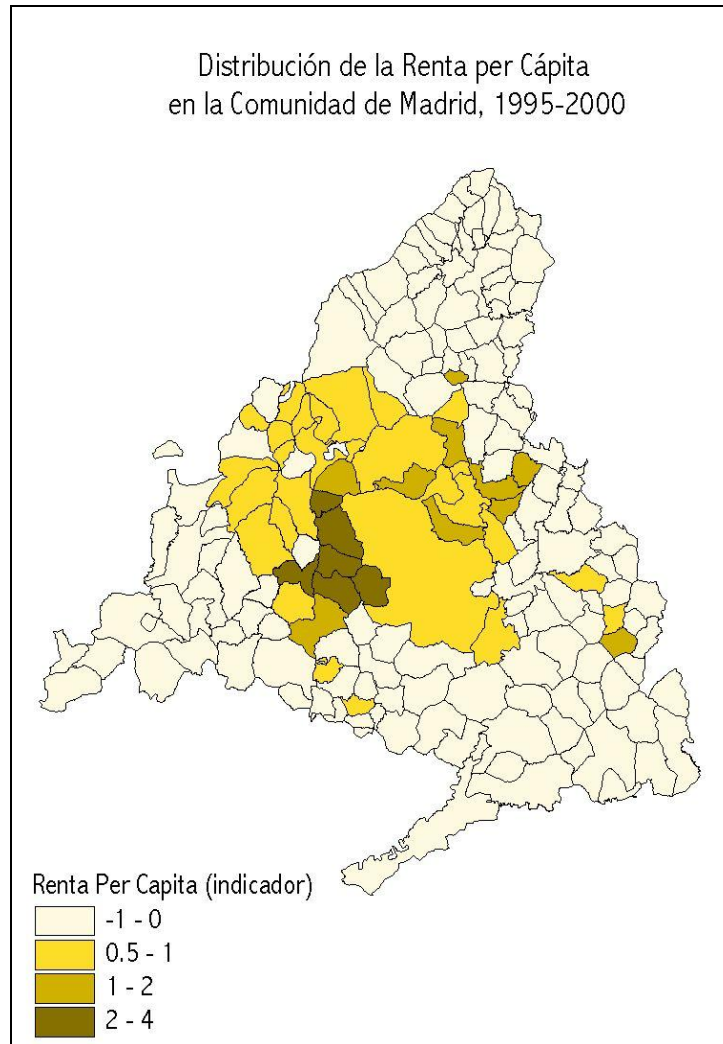 Distribución de la Renta per Cápita
en la Comunidad de Madrid, 1995-2000
Renta Per Capita (indicador)
-1 - 0
0.5 - 1
1 - 2
2 - 4